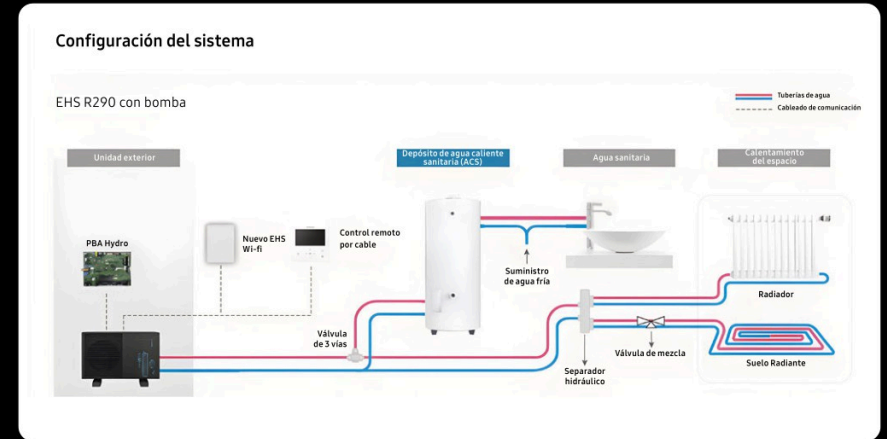 Configuración del sistema
EHS R290 con bomba
Tuberías de agua
Cableado de comunicación
Unidad exterior
Depósito de agua caliente
sanitaria (ACS)
Agua sanitaria
Calentamiento
del espacio
PBA Hydro
Nuevo EHS
Wi-fi
Control remoto
por cable
Suministro
de agua fría
Radiador
Válvula
de 3 vías
Válvula de mezcla
Separador
hidráulico
Suelo Radiante